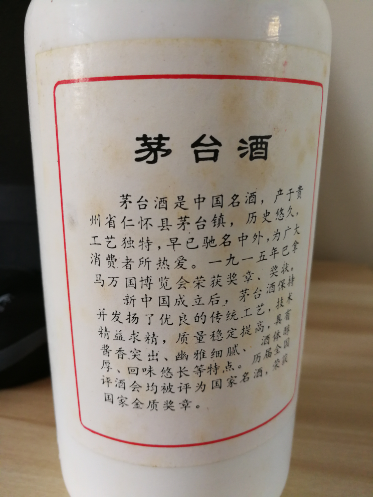 茅台酒
茅台酒是中国名酒，产于贵
州省仁怀县茅台镇，历史悠久，
工艺独特，早已驰名中外，为广大
消费者所热爱。一九一五年巴拿
马万国博览会荣获奖章、奖状。
新中国成立后，茅台酒保持
并发扬了优良的传统工艺，技术
精益求精，质量稳定提高，具有
酱香突出、幽雅细腻、酒体醇
厚、回味悠长等特点。历届全国
评酒会均被评为国家名酒，荣获
国家金质奖章。